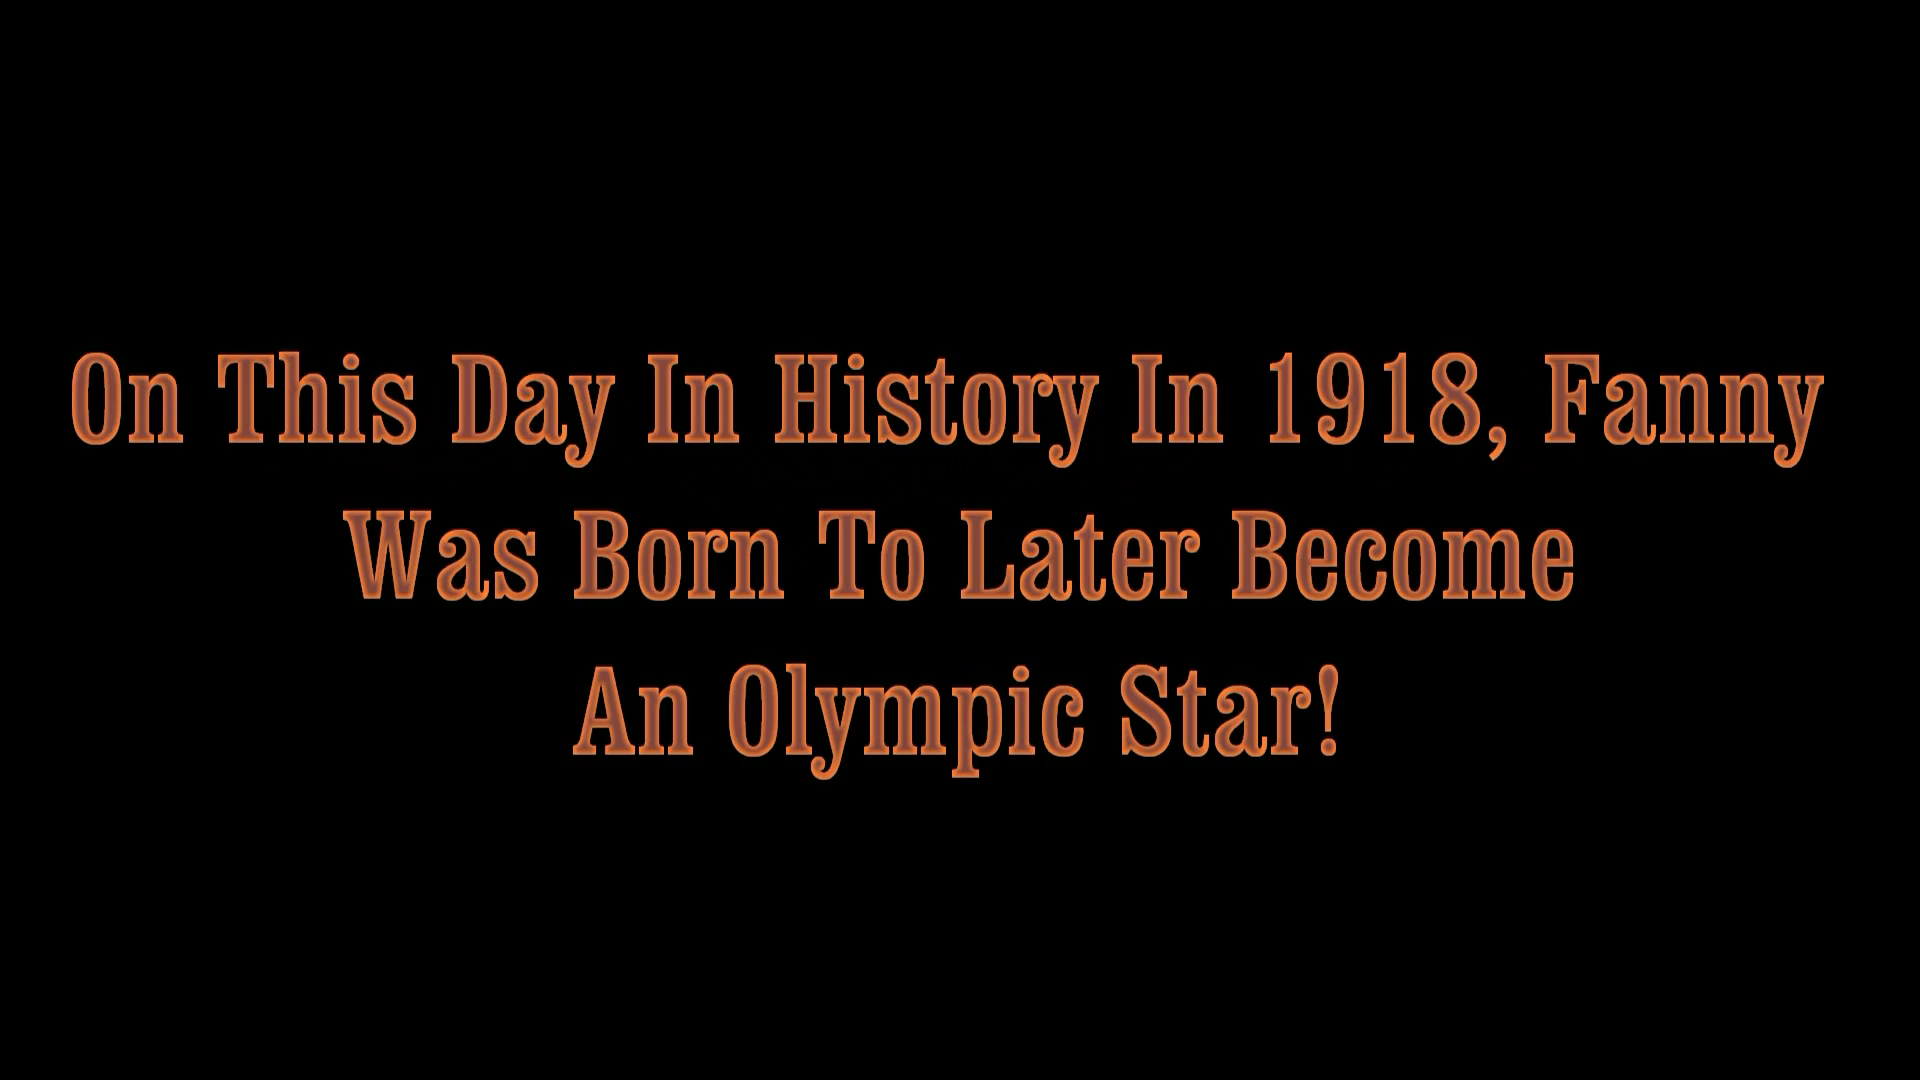 On This Day In History In 1918, Fanny
Was Born To Later Become
An Olympic Star!